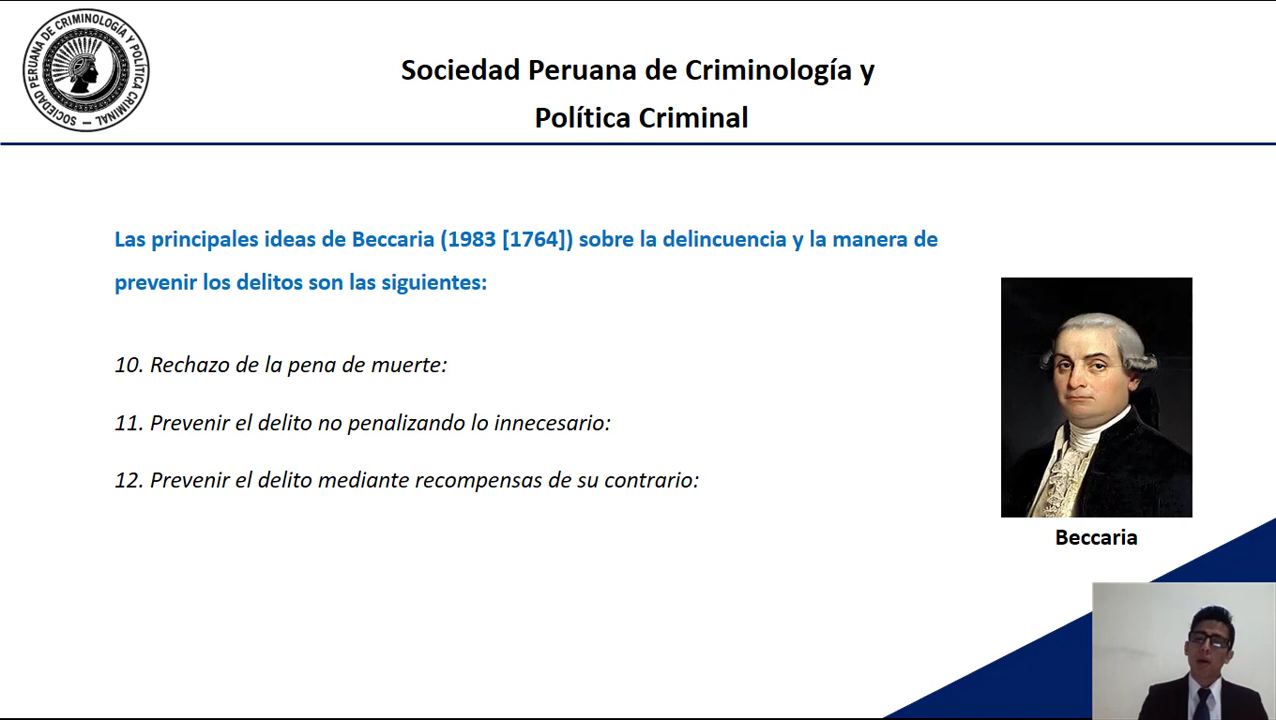 SOCIEDAD PERUANA DE CRIMINOLOGÍA Y POLÍTICA CRIMINAL
Sociedad Peruana de Criminología y
Política Criminal
Las principales ideas de Beccaria (1983 [1764]) sobre la delincuencia y la manera de
prevenir los delitos son las siguientes:
10. Rechazo de la pena de muerte:
11. Prevenir el delito no penalizando lo innecesario:
12. Prevenir el delito mediante recompensas de su contrario:
Beccaria